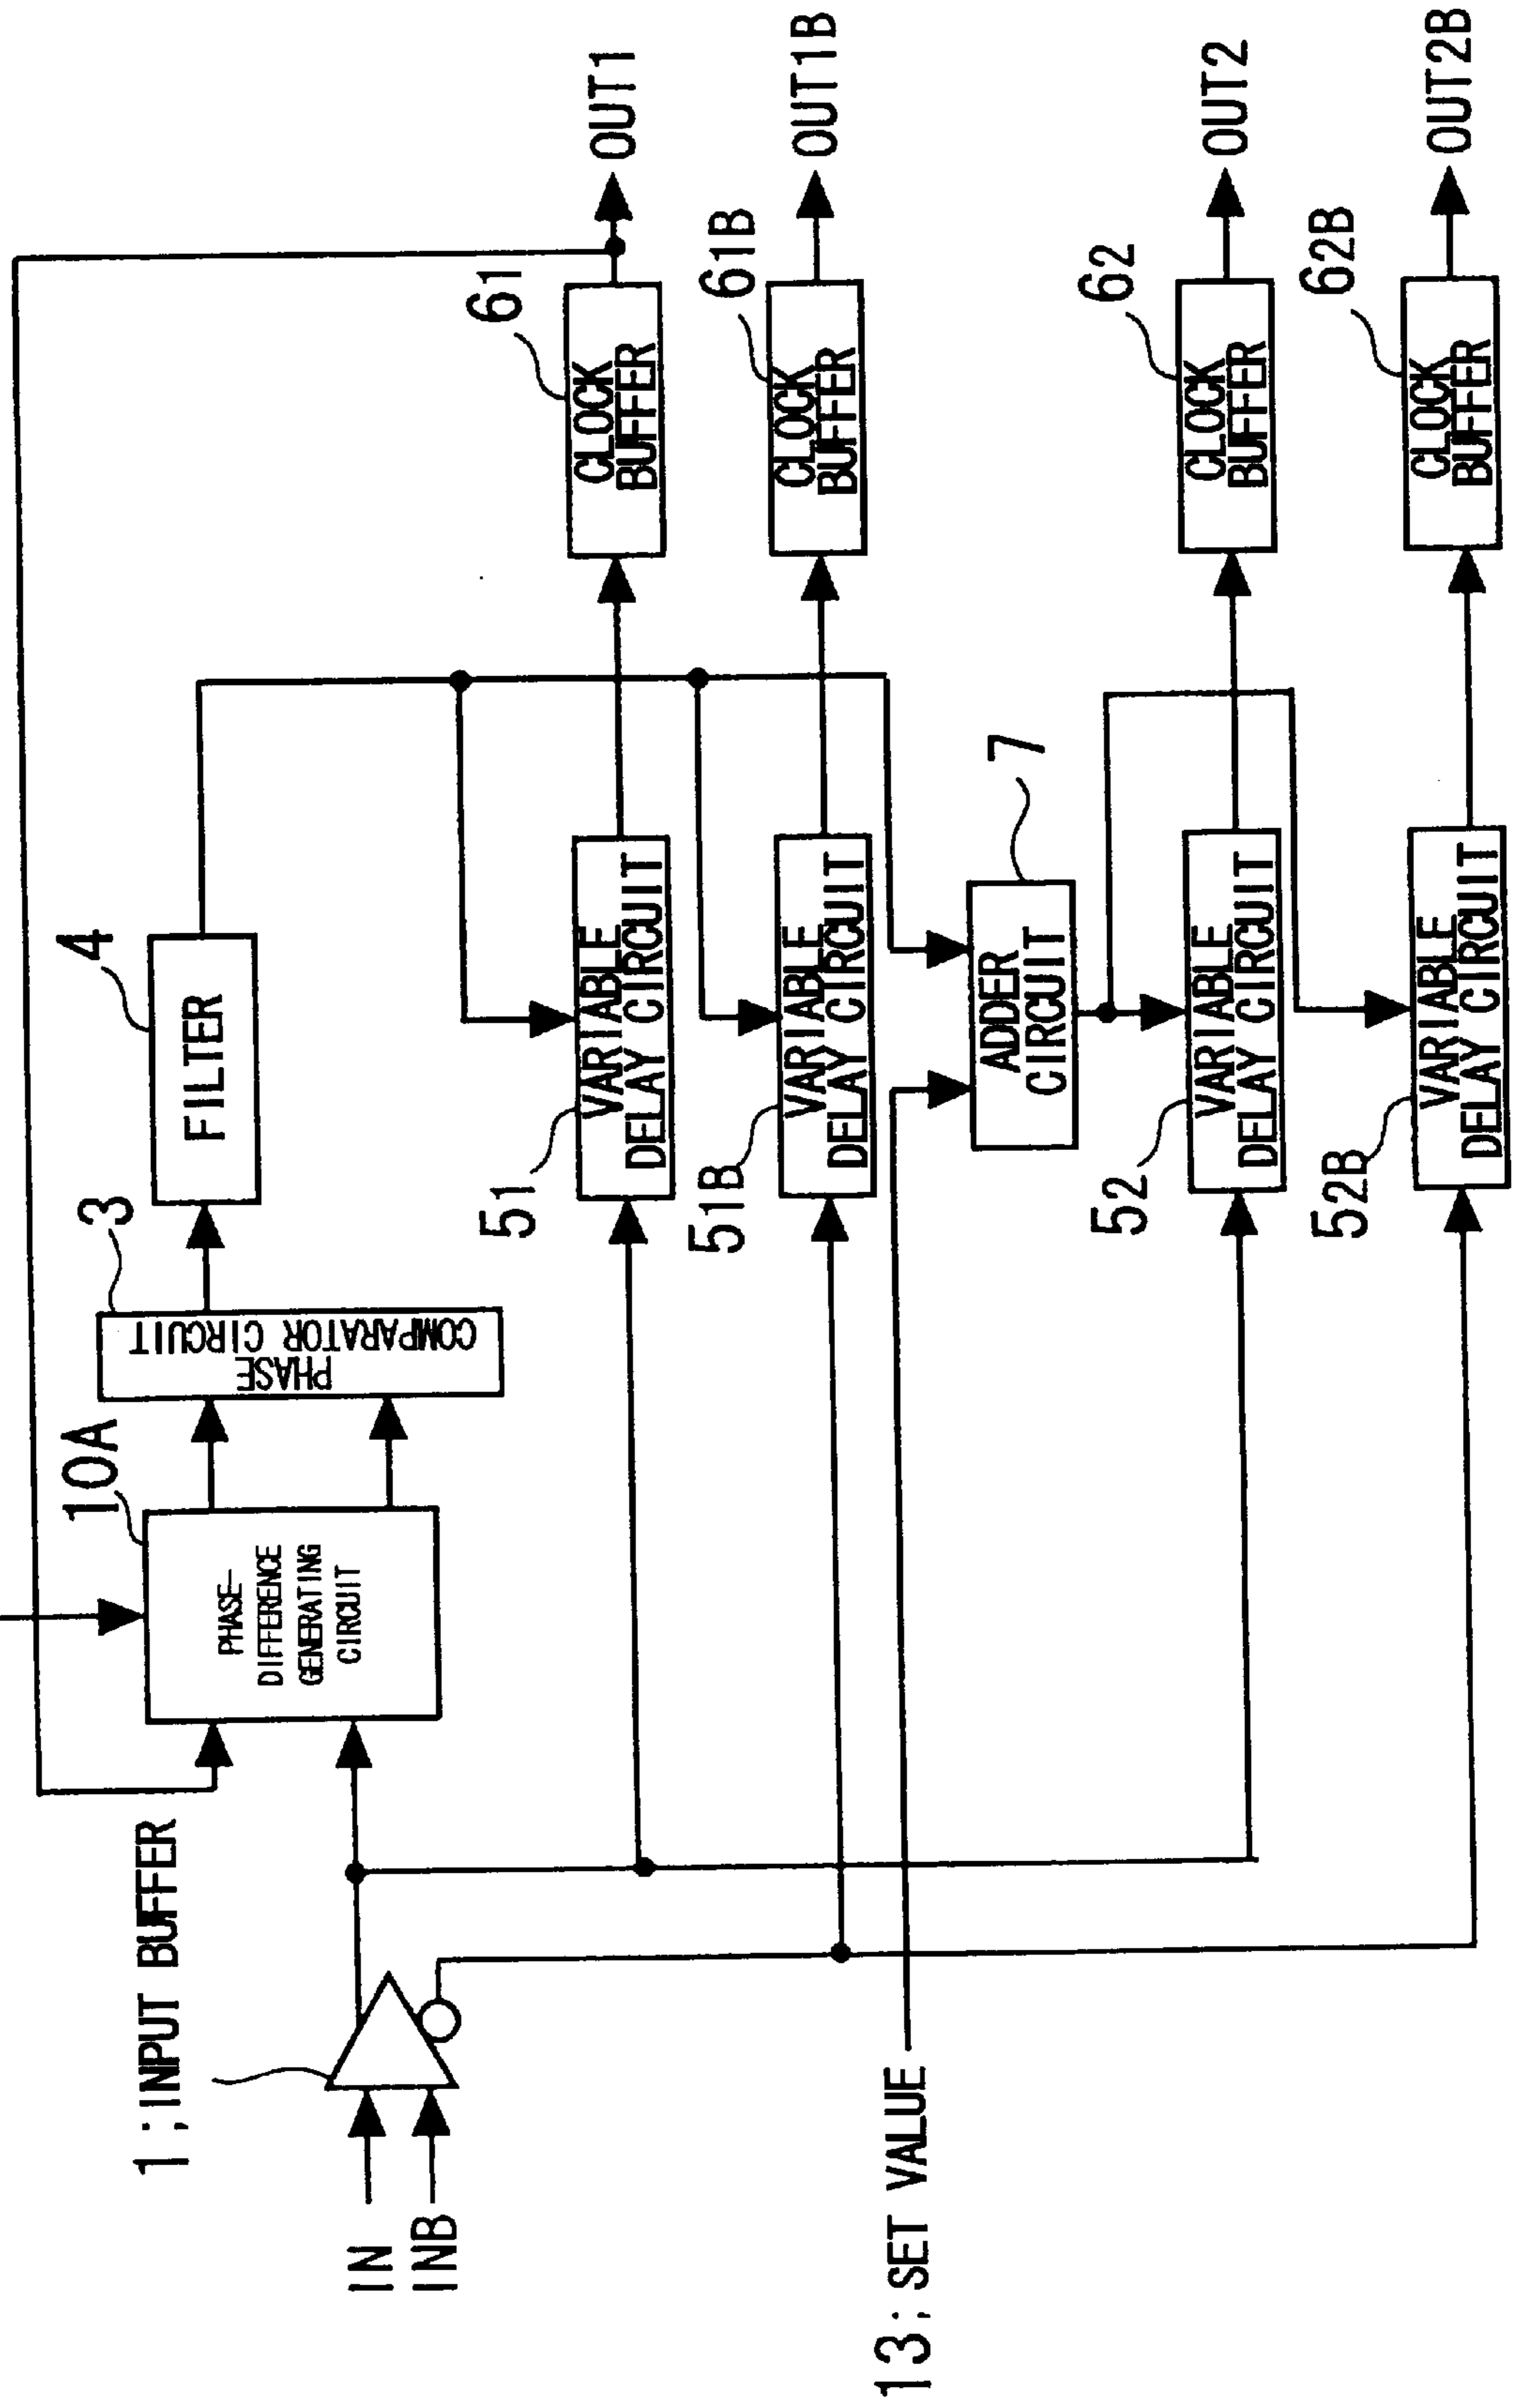 1;INPUT BUFFER
IN
INB
13;SET VALUE
10A
PHASE-
DIFFERENCE
GENERATING
CIRCUIT
3
PHASE
COMPARATOR CIRCUIT
4
FILTER
51
VARIABLE
DELAY CIRCUIT
61
CLOCK
BUFFER
OUT1
51B
VARIABLE
DELAY CIRCUIT
61B
CLOCK
BUFFER
OUT1B
7
ADDER
CIRCUIT
52
VARIABLE
DELAY CIRCUIT
62
CLOCK
BUFFER
OUT2
52B
VARIABLE
DELAY CIRCUIT
62B
CLOCK
BUFFER
OUT2B